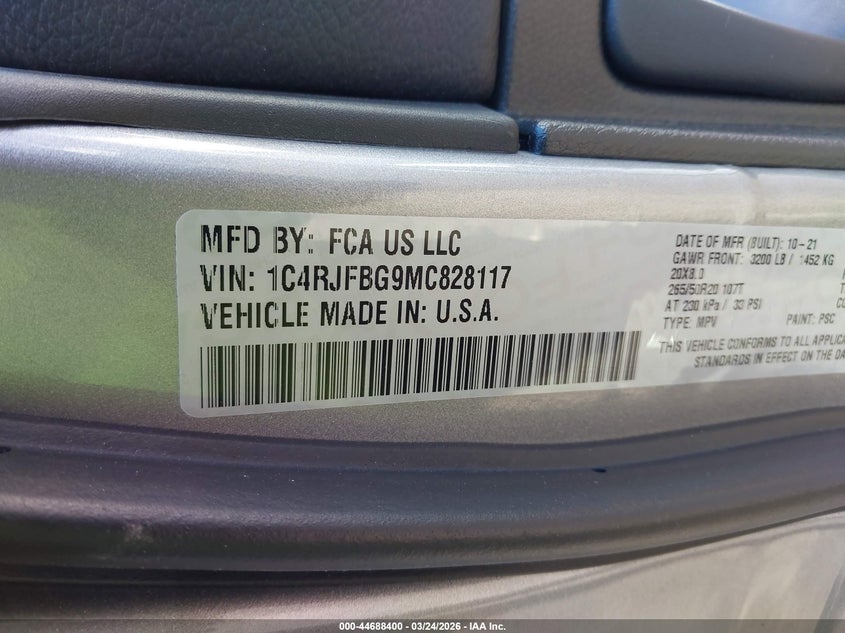 MFD BY: FCA US LLC
VIN: 1C4RJFBG9MC828117
VEHICLE MADE IN: U.S.A.
DATE OF MFR (BUILT): 10-21
GAWR FRONT: 3200 LB / 1452 KG
20X8.0
265/50R20 107T
AT 230 kPa / 33 PSI
TYPE: MPV PAINT: PSC
THIS VEHICLE CONFORMS TO ALL
STANDARDS IN EFFECT ON THE
000-44688400 - 03/24/2026 - IAA Inc.